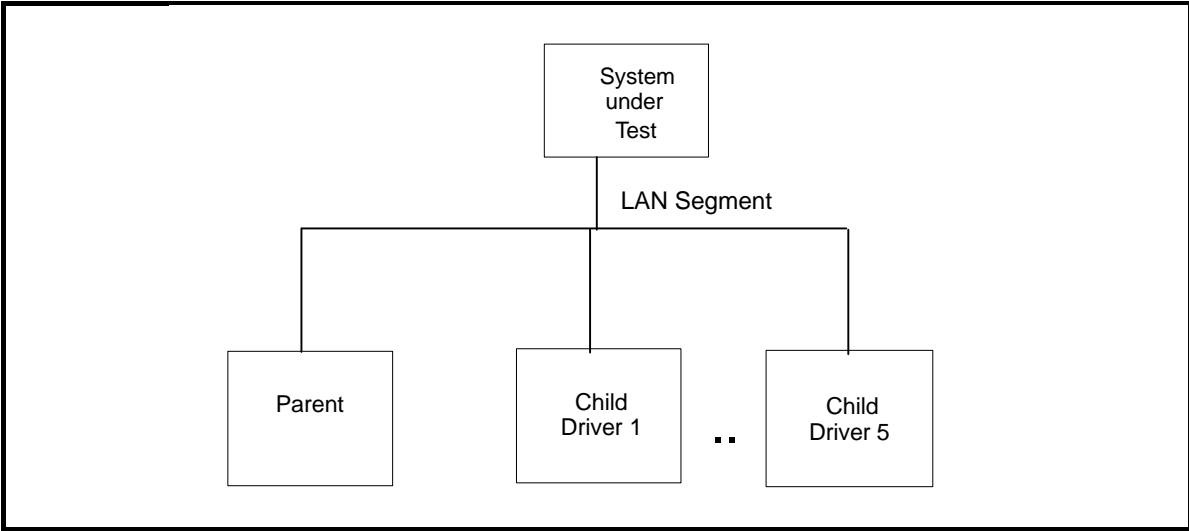 System
under
Test
LAN Segment
Parent
Child
Driver 1
..
Child
Driver 5